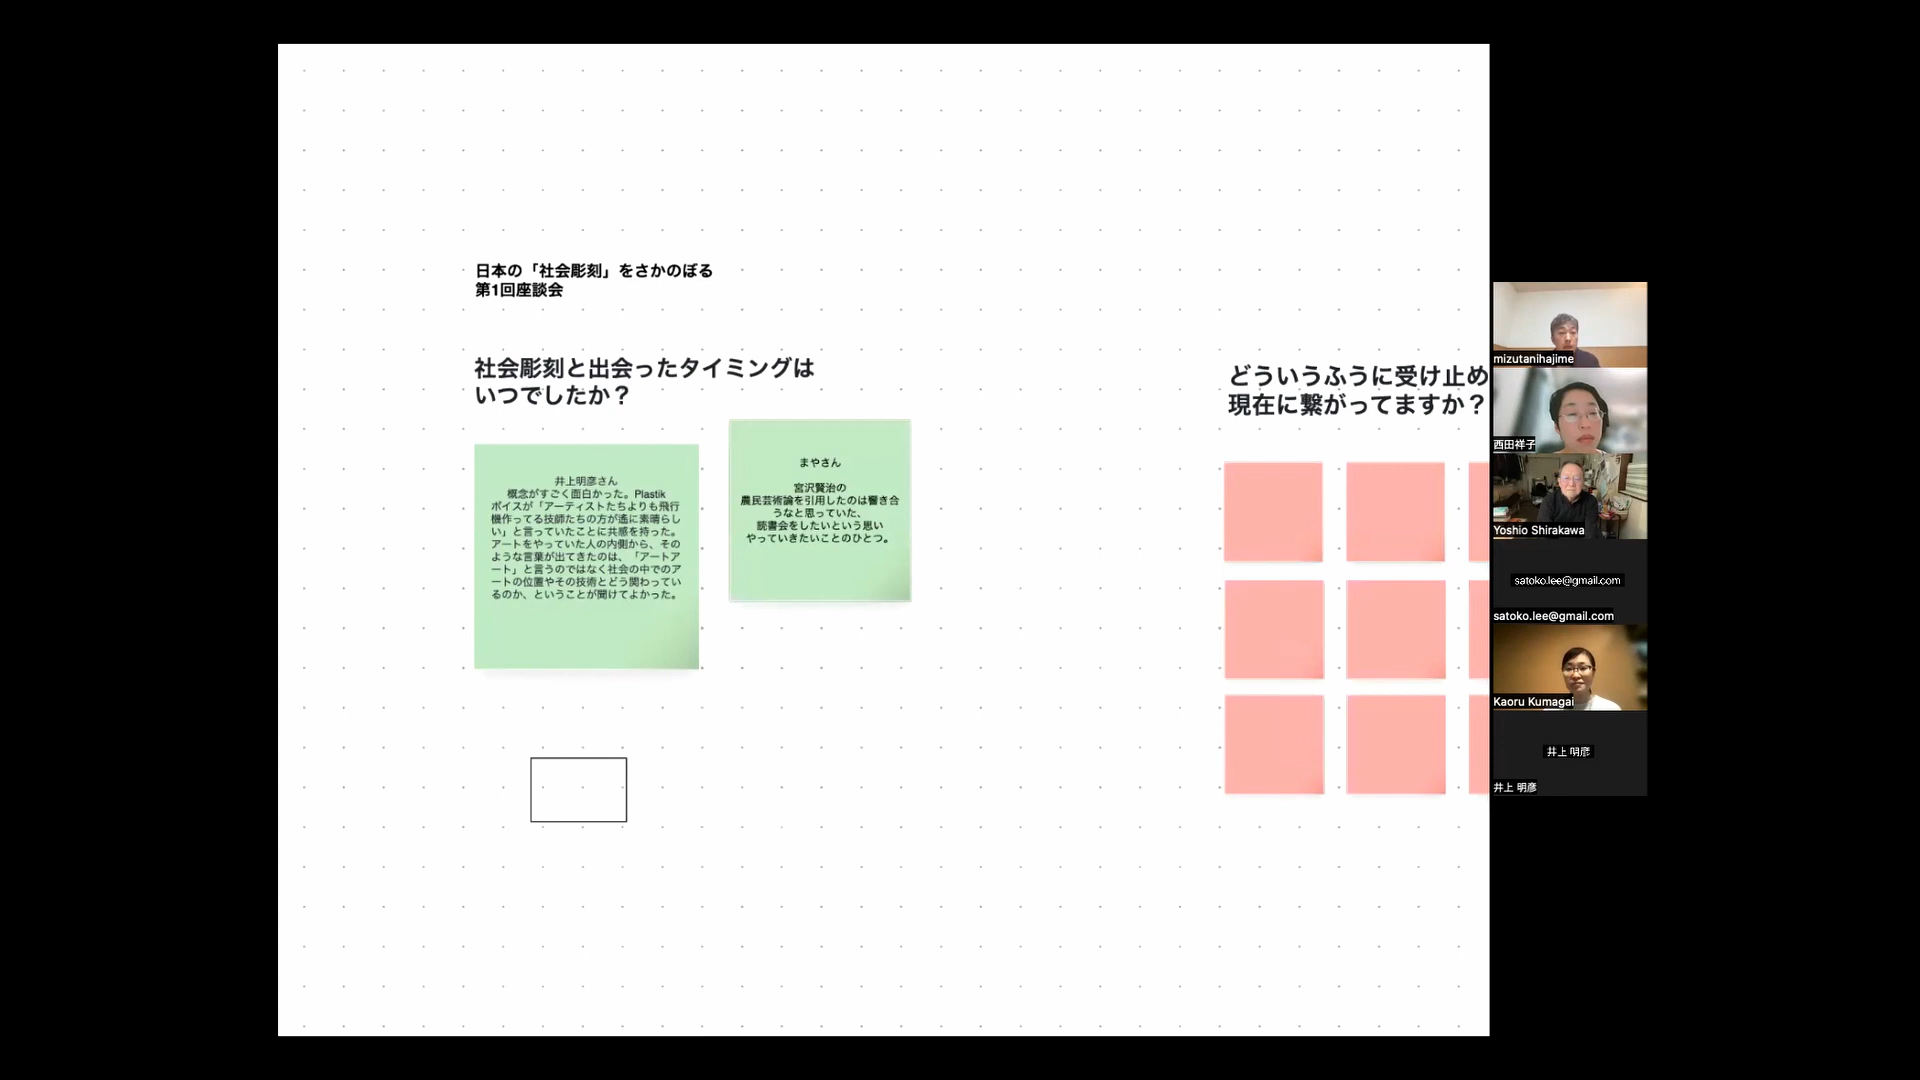 日本の「社会彫刻」をさかのぼる
第1回座談会
社会彫刻と出会ったタイミングは
いつでしたか？
井上明彦さん
概念がすごく面白かった。Plastik
ボイスが「アーティストたちよりも飛行
機作ってる技師たちの方が遙に素晴らし
い」と言っていたことに共感を持った。
アートをやっていた人の内側から、その
ような言葉が出てきたのは、「アートア
ート」と言うのではなく社会の中でのア
ートの位置やその技術とどう関わってい
るのか、ということが聞けてよかった。
まやさん
宮沢賢治の
農民芸術論を引用したのは響き合
うなと思っていた、
読書会をしたいという思い
やっていきたいことのひとつ。
どういうふうに受け止め
現在に繋がってますか？
mizutanihajime
西田祥子
Yoshio Shirakawa
satoko.lee@gmail.com
satoko.lee@gmail.com
Kaoru Kumagai
井上 明彦
井上 明彦